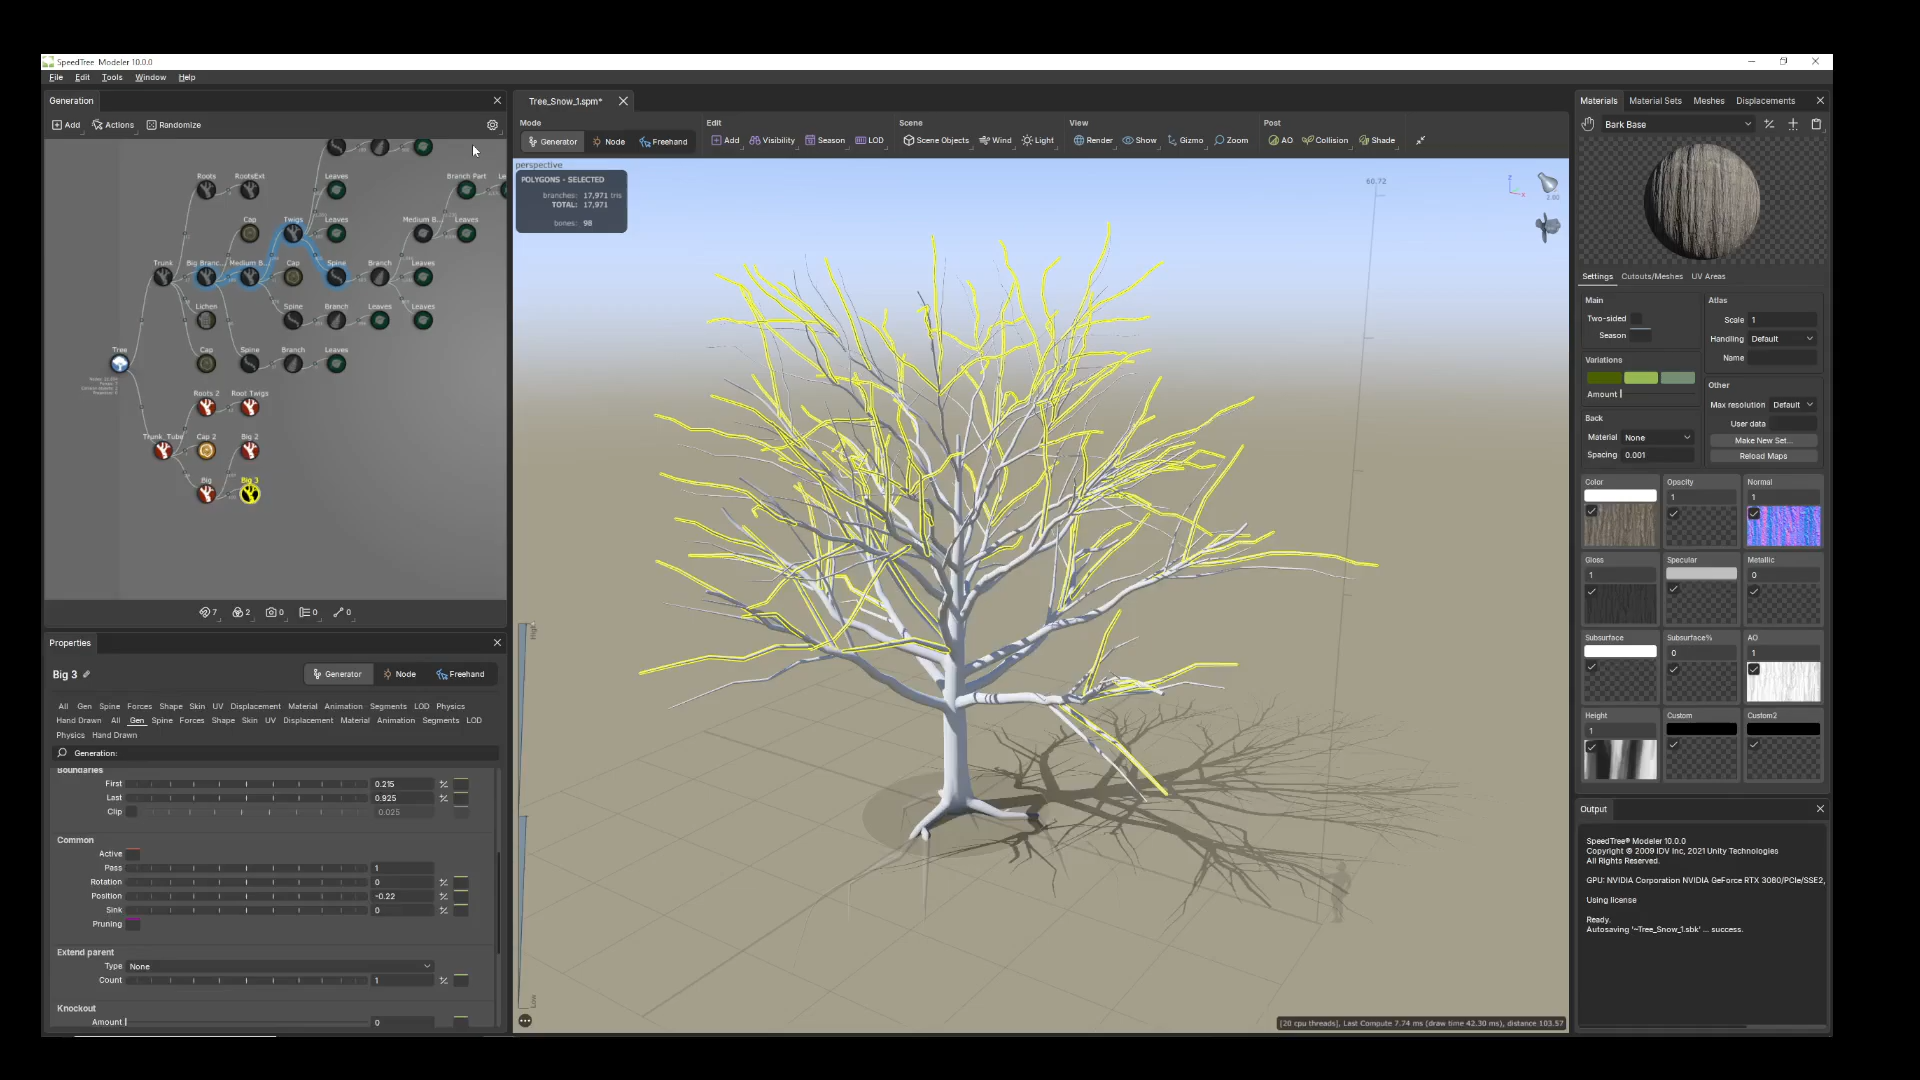 SpeedTree Modeler 10.0.0
File Edit Tools Window Help
Generation
Add Actions Randomize
Roots RootsExt Leaves Branch Part
Cap Twigs Leaves Medium B... Leaves
Trunk Big Branc... Medium B... Cap Spine Branch Leaves
Lichen Spine Branch Leaves Leaves
Tree Cap Spine Branch Leaves
Roots 2 Root Twigs
Trunk_Tube Cap 2 Big 2
Big Big 3
7 2 0 0 0
Properties
Big 3 Generator Node Freehand
All Gen Spine Forces Shape Skin UV Displacement Material Animation Segments LOD Physics
Hand Drawn All Gen Spine Forces Shape Skin UV Displacement Material Animation Segments LOD
Physics Hand Drawn
Generation:
Boundaries
First 0.215
Last 0.925
Clip 0.025
Common
Active
Pass 1
Rotation 0
Position -0.22
Sink 0
Pruning
Extend parent
Type None
Count 1
Knockout
Amount 0
Tree_Snow_1.spm*
Mode Edit Scene View Post
Generator Node Freehand Add Visibility Season LOD Scene Objects Wind Light Render Show Gizmo Zoom AO Collision Shade
perspective
POLYGONS - SELECTED
branches: 17,971 tris
TOTAL: 17,971
bones: 98
60.72
Z
X
2.00
High
Low
[20 cpu threads], Last Compute 7.74 ms (draw time 42.30 ms), distance 103.57
Materials Material Sets Meshes Displacements
Bark Base
Settings Cutouts/Meshes UV Areas
Main
Two-sided
Season
Variations
Amount
Back
Material None
Spacing 0.001
Atlas
Scale 1
Handling Default
Name
Other
Max resolution Default
User data
Make New Set...
Reload Maps
Color Opacity Normal
1 1
Gloss Specular Metallic
1 0
Subsurface Subsurface% AO
0 1
Height Custom Custom2
1
Output
SpeedTree® Modeler 10.0.0
Copyright © 2009 IDV Inc, 2021 Unity Technologies
All Rights Reserved.
GPU: NVIDIA Corporation NVIDIA GeForce RTX 3080/PCIe/SSE2,
Using license
Ready.
Autosaving '~Tree_Snow_1.sbk' ... success.